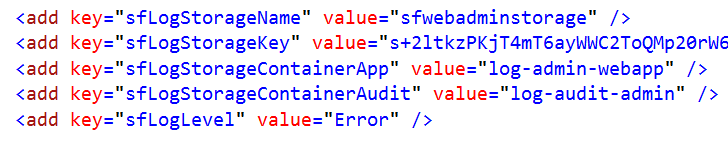 <add key="sfLogStorageName" value="sfwebadminstorage" />
<add key="sfLogStorageKey" value="s+2ltkzPKjT4mT6ayWWC2ToQMp20rW6
<add key="sfLogStorageContainerApp" value="log-admin-webapp" />
<add key="sfLogStorageContainerAudit" value="log-audit-admin" />
<add key="sfLogLevel" value="Error" />